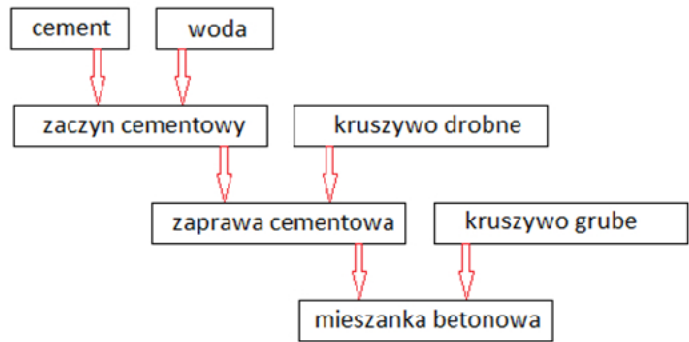 cement
woda
zaczyn cementowy
kruszywo drobne
zaprawa cementowa
kruszywo grube
mieszanka betonowa